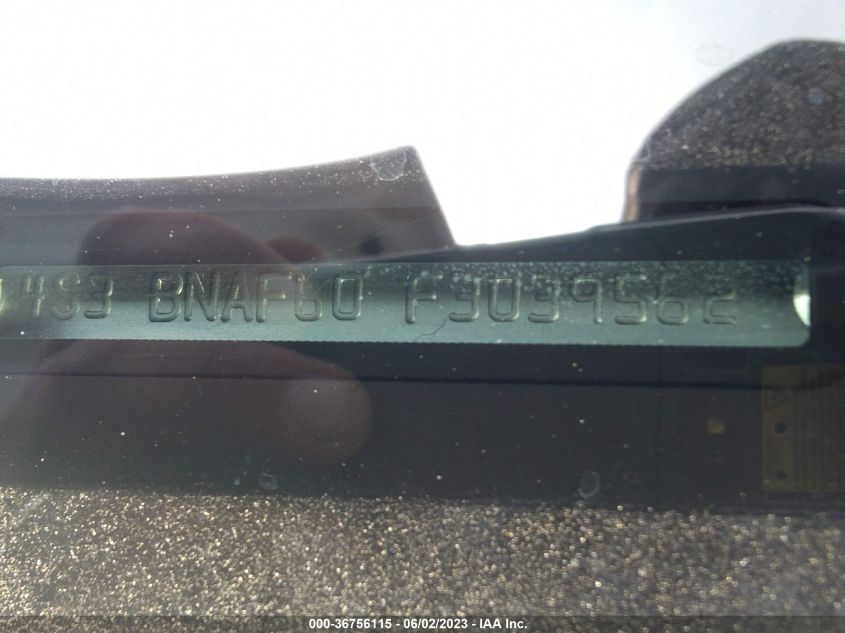 4S3 BNAF60 F3039562
000-36756115 - 06/02/2023 - IAA Inc.